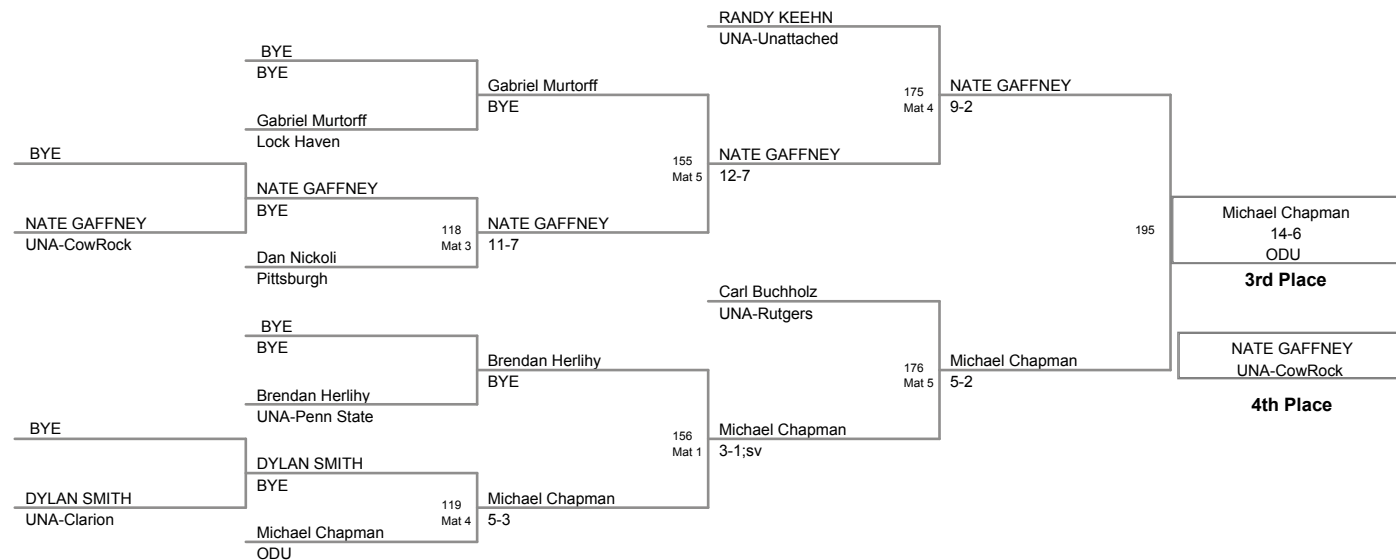 RANDY KEEHN
UNA-Unattached
BYE
BYE
Gabriel Murtorff
BYE
175
Mat 4
NATE GAFFNEY
9-2
Gabriel Murtorff
Lock Haven
BYE
155
Mat 5
NATE GAFFNEY
12-7
NATE GAFFNEY
BYE
NATE GAFFNEY
UNA-CowRock
118
Mat 3
NATE GAFFNEY
11-7
195
Michael Chapman
14-6
ODU
3rd Place
Dan Nickoli
Pittsburgh
Carl Buchholz
UNA-Rutgers
BYE
BYE
Brendan Herlihy
BYE
176
Mat 5
Michael Chapman
5-2
NATE GAFFNEY
UNA-CowRock
4th Place
Brendan Herlihy
UNA-Penn State
BYE
156
Mat 1
Michael Chapman
3-1;sv
DYLAN SMITH
BYE
DYLAN SMITH
UNA-Clarion
119
Mat 4
Michael Chapman
5-3
Michael Chapman
ODU